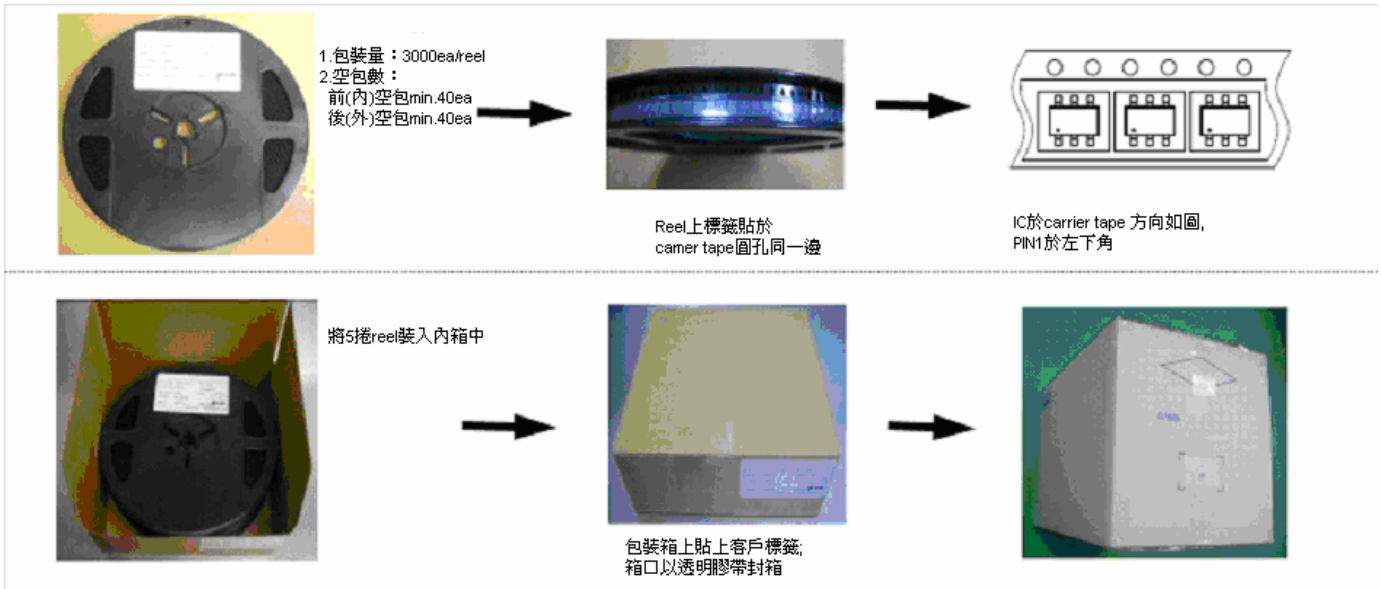 1.包裝量：3000ea/reel
2.空包數：
前(內)空包min.40ea
後(外)空包min.40ea
Reel上標籤貼於
camer tape圓孔同一邊
IC於carrier tape 方向如圖,
PIN1於左下角
將5捲reel裝入內箱中
包裝箱上貼上客戶標籤;
箱口以透明膠帶封箱